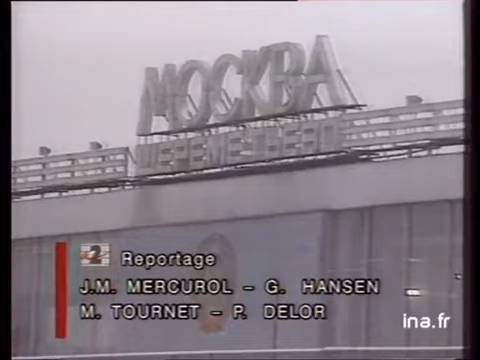 МОСКВА
ШЕРЕМЕТЬЕВО
2 Reportage
J.M. MERCUROL – G. HANSEN
M. TOURNET – P. DELOR
ina.fr